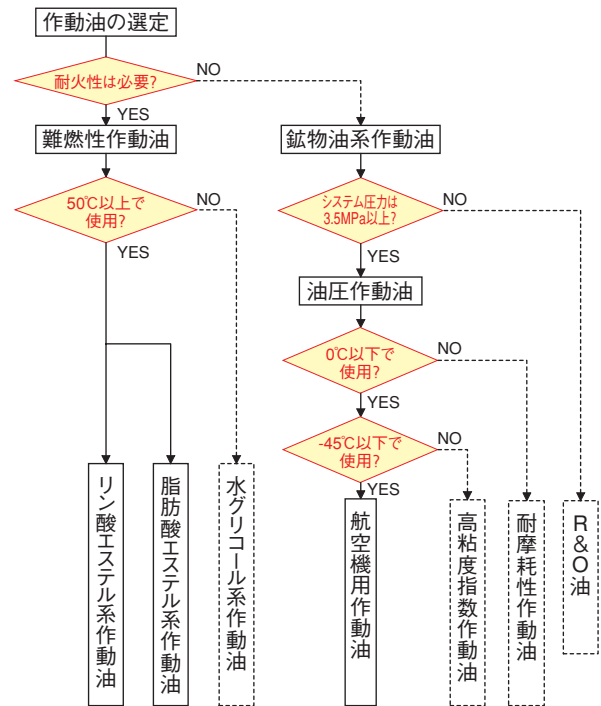 作動油の選定
耐火性は必要?
NO
YES
難燃性作動油
鉱物油系作動油
50℃以上で
使用?
NO
YES
システム圧力は
3.5MPa以上?
NO
YES
油圧作動油
0℃以下で
使用?
NO
YES
-45℃以下で
使用?
NO
YES
リン酸エステル系作動油
脂肪酸エステル系作動油
水グリコール系作動油
航空機用作動油
高粘度指数作動油
耐摩耗性作動油
R&O油